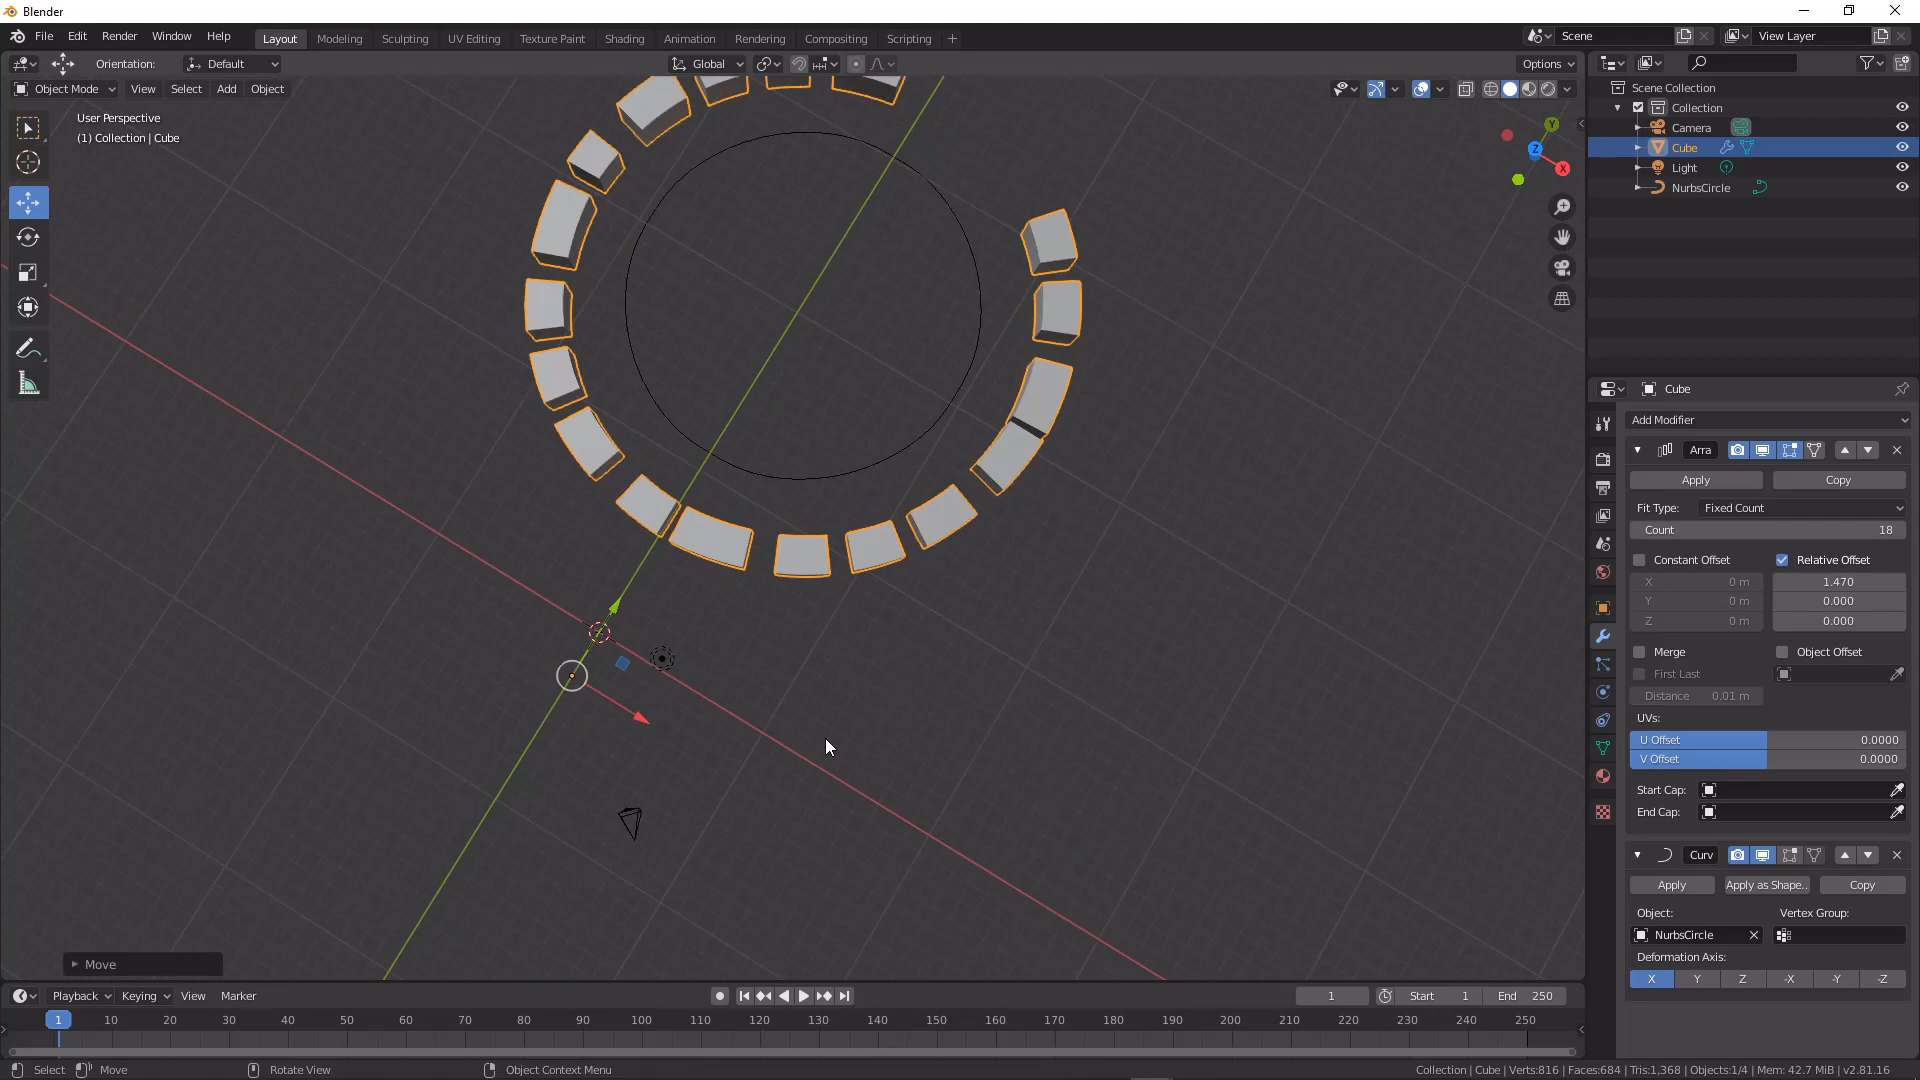 Blender
File Edit Render Window Help Layout Modeling Sculpting UV Editing Texture Paint Shading Animation Rendering Compositing Scripting + Scene View Layer
Orientation: Default Global Options
Object Mode View Select Add Object
User Perspective
(1) Collection | Cube
Scene Collection
Collection
Camera
Cube
Light
NurbsCircle
Y
Z
X
Cube
Add Modifier
Arra
Apply Copy
Fit Type: Fixed Count
Count 18
Constant Offset Relative Offset
X 0 m 1.470
Y 0 m 0.000
Z 0 m 0.000
Merge Object Offset
First Last
Distance 0.01 m
UVs:
U Offset 0.0000
V Offset 0.0000
Start Cap:
End Cap:
Curv
Apply Apply as Shape.. Copy
Object: Vertex Group:
NurbsCircle
Deformation Axis:
X Y Z -X -Y -Z
Move
Playback Keying View Marker 1 Start 1 End 250
1 10 20 30 40 50 60 70 80 90 100 110 120 130 140 150 160 170 180 190 200 210 220 230 240 250
Select Move Rotate View Object Context Menu Collection | Cube | Verts:816 | Faces:684 | Tris:1,368 | Objects:1/4 | Mem: 42.7 MiB | v2.81.16